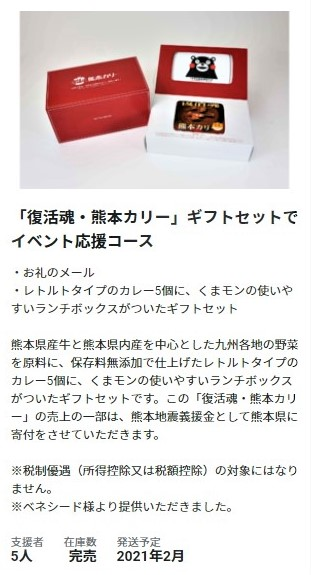 熊本カリー
復活魂
熊本カリー
「復活魂・熊本カリー」ギフトセットで
イベント応援コース
・お礼のメール
・レトルトタイプのカレー5個に、くまモンの使いや
すいランチボックスがついたギフトセット
熊本県産牛と熊本県内産を中心とした九州各地の野菜
を原料に、保存料無添加で仕上げたレトルトタイプの
カレー5個に、くまモンの使いやすいランチボックス
がついたギフトセットです。この「復活魂・熊本カリ
ー」の売上の一部は、熊本地震義援金として熊本県に
寄付をさせていただきます。
※税制優遇（所得控除又は税額控除）の対象にはなり
ません。
※ベネシード様より提供いただきました。
支援者 在庫数 発送予定
5人 完売 2021年2月